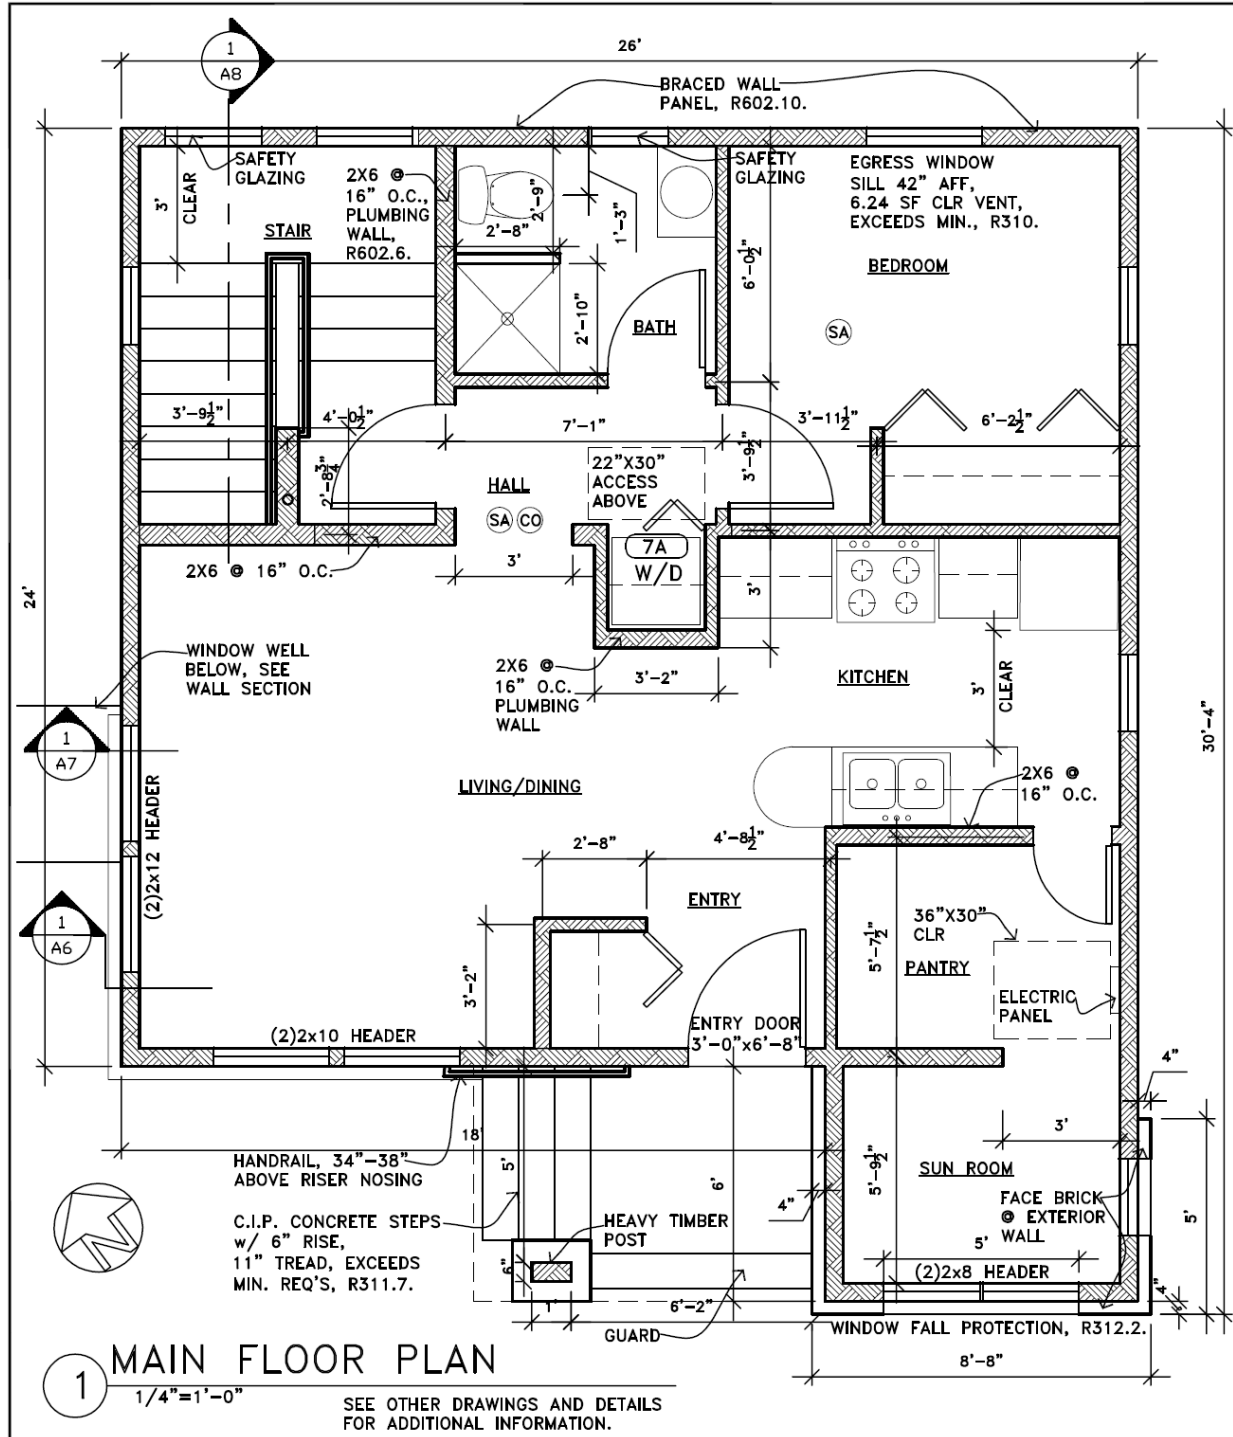 26'
1
A8
BRACED WALL
PANEL, R602.10.
SAFETY
GLAZING
3'
CLEAR
STAIR
2X6 @
16" O.C.,
PLUMBING
WALL,
R602.6.
2'-9"
2'-8"
1'-3"
SAFETY
GLAZING
EGRESS WINDOW
SILL 42" AFF,
6.24 SF CLR VENT,
EXCEEDS MIN., R310.
BEDROOM
6'-0½"
2'-10"
BATH
SA
3'-9½"
4'-0½"
7'-1"
3'-11½"
6'-2½"
2'-8¾"
HALL
22"X30"
ACCESS
ABOVE
3'-9½"
SA
CO
7A
W/D
2X6 @ 16" O.C.
3'
3'
24'
WINDOW WELL
BELOW, SEE
WALL SECTION
2X6 @
16" O.C.
PLUMBING
WALL
3'-2"
KITCHEN
3'
CLEAR
30'-4"
1
A7
(2)2x12 HEADER
LIVING/DINING
2X6 @
16" O.C.
2'-8"
4'-8½"
ENTRY
1
A6
3'-2"
36"X30"
CLR
5'-7½"
PANTRY
ELECTRIC
PANEL
(2)2x10 HEADER
ENTRY DOOR
3'-0"x6'-8"
4"
18'
3'
HANDRAIL, 34"-38"
ABOVE RISER NOSING
5'
6'
5'-9½"
SUN ROOM
4"
FACE BRICK
@ EXTERIOR
WALL
5'
C.I.P. CONCRETE STEPS
w/ 6" RISE,
11" TREAD, EXCEEDS
MIN. REQ'S, R311.7.
HEAVY TIMBER
POST
N
5'
6"
(2)2x8 HEADER
4"
1'
6'-2"
GUARD
WINDOW FALL PROTECTION, R312.2.
8'-8"
1
MAIN FLOOR PLAN
1/4"=1'-0"
SEE OTHER DRAWINGS AND DETAILS
FOR ADDITIONAL INFORMATION.